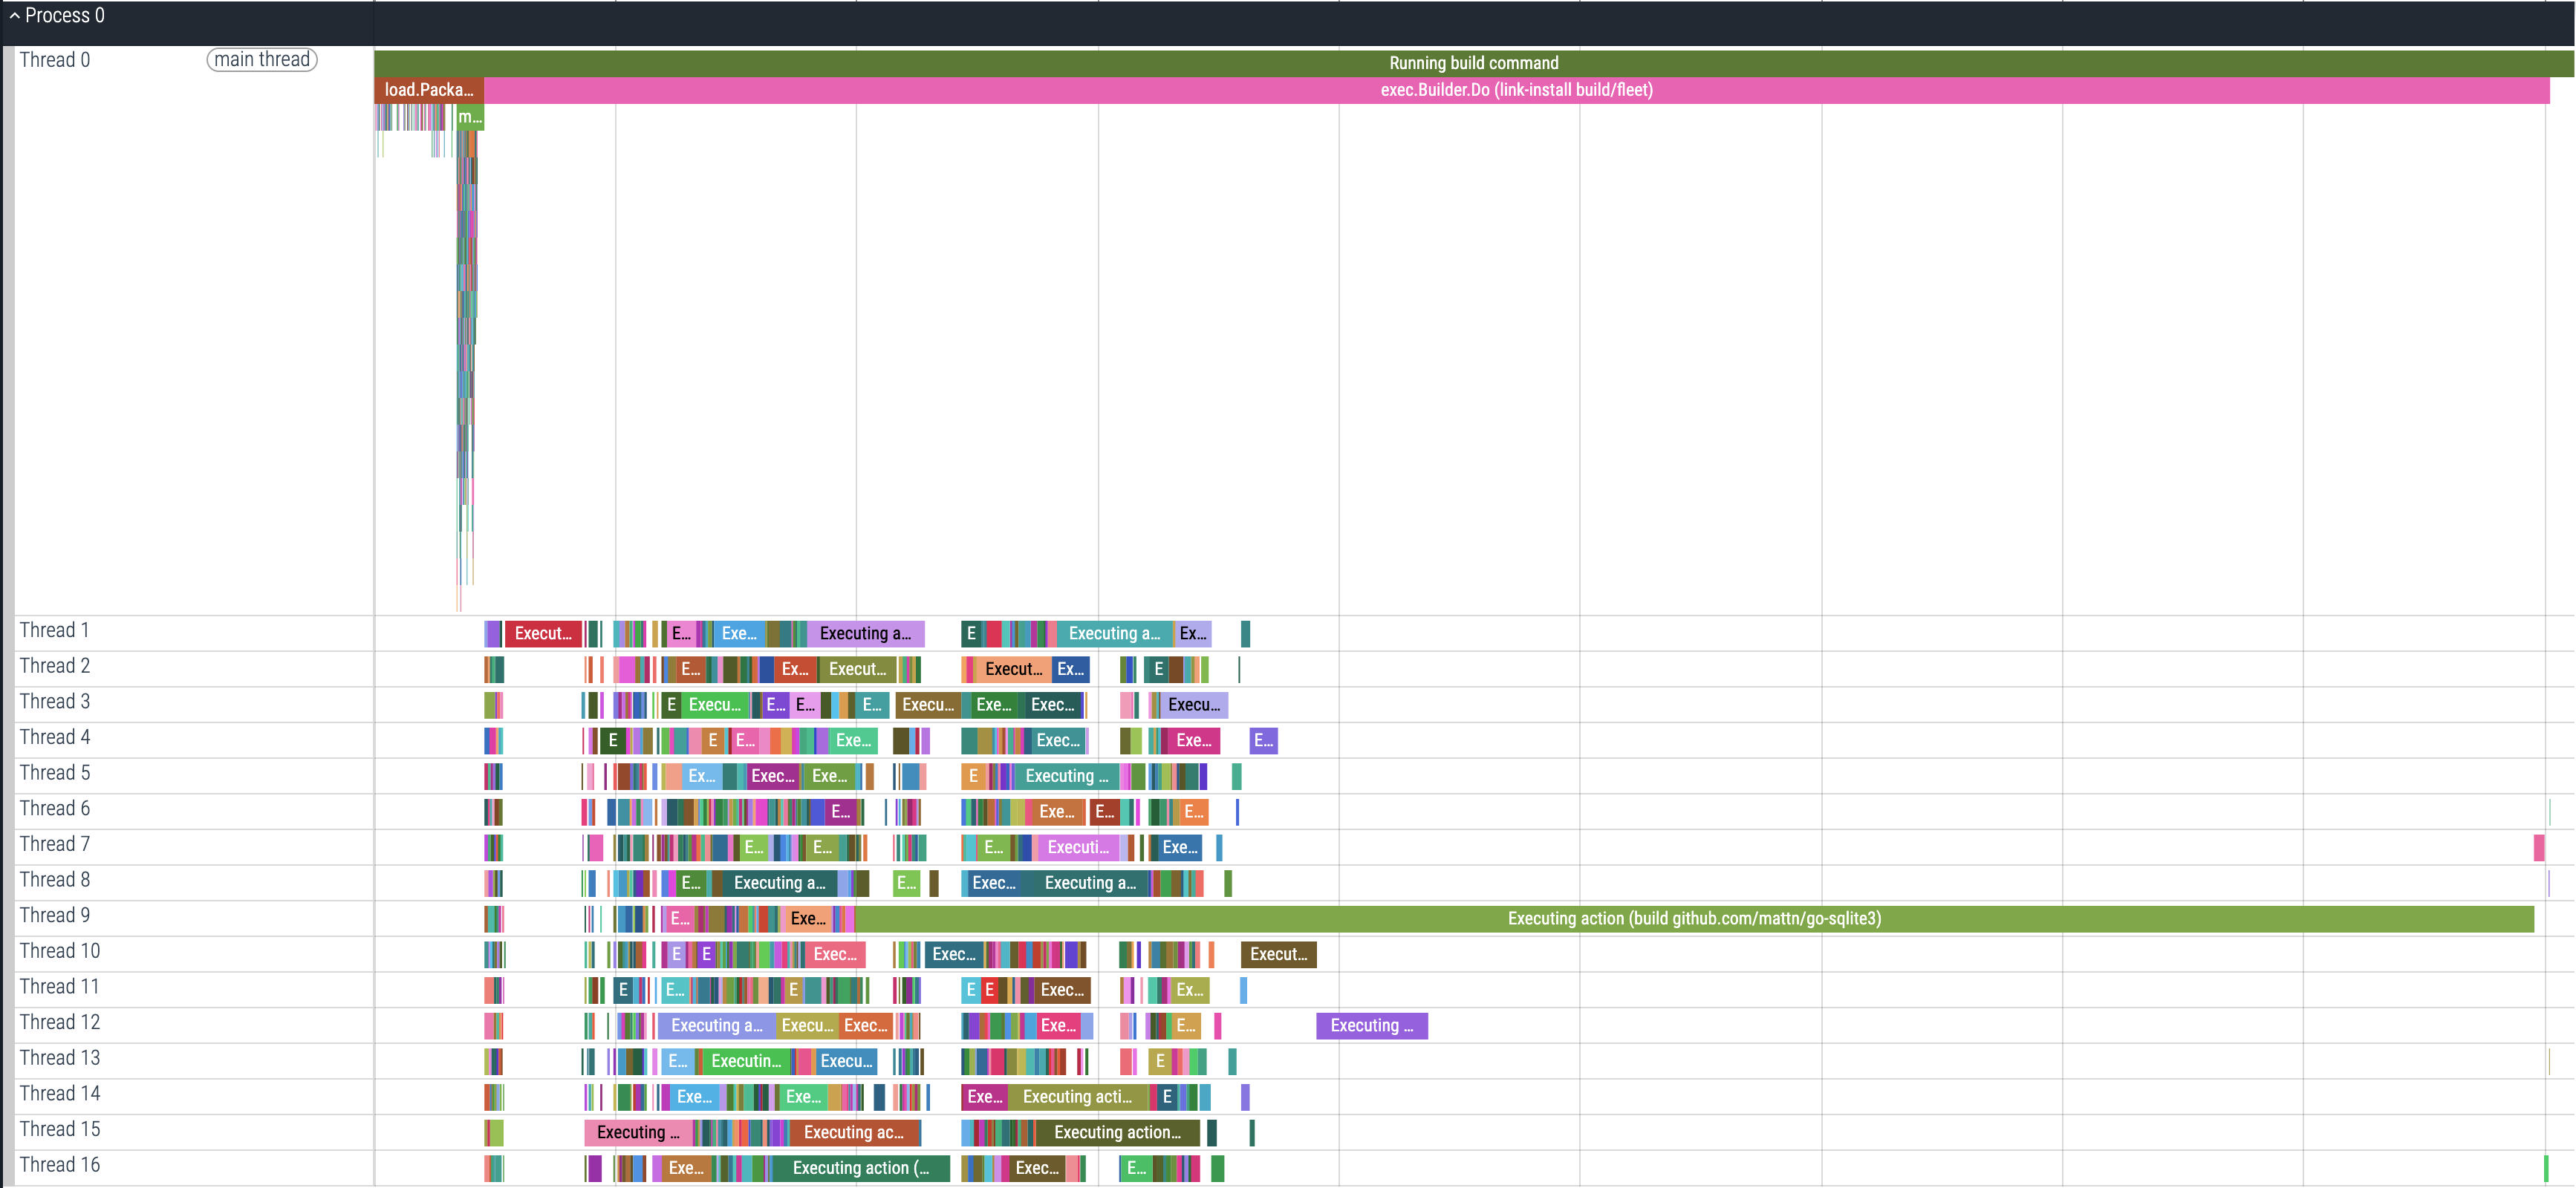 Process 0
Thread 0 main thread
Running build command
load.Packa... exec.Builder.Do (link-install build/fleet)
m...
Thread 1 Execut... E... Exe... Executing a... E Executing a... Ex...
Thread 2 E... Ex... Execut... Execut... Ex... E
Thread 3 E Execu... E... E... E... Execu... Exe... Exec... Execu...
Thread 4 E E E... Exe... Exec... Exe... E...
Thread 5 Ex... Exec... Exe... E Executing ...
Thread 6 E... Exe... E... E...
Thread 7 E... E... E... Executi... Exe...
Thread 8 E... Executing a... E... Exec... Executing a...
Thread 9 E... Exe... Executing action (build github.com/mattn/go-sqlite3)
Thread 10 E E Exec... Exec... Execut...
Thread 11 E E... E E E Exec... Ex...
Thread 12 Executing a... Execu... Exec... Exe... E... Executing ...
Thread 13 E... Executin... Execu... E
Thread 14 Exe... Exe... Exe... Executing acti... E
Thread 15 Executing ... Executing ac... Executing action...
Thread 16 Exe... Executing action (... Exec... E...